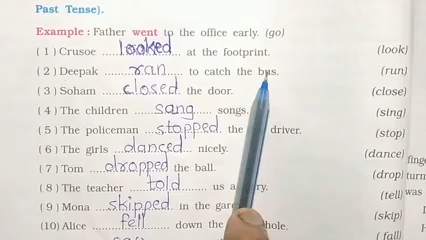 Past Tense).
Example : Father went to the office early. (go)
(1) Crusoe looked at the footprint. (look)
(2) Deepak ran to catch the bus. (run)
(3) Soham closed the door. (close)
(4) The children sang songs. (sing)
(5) The policeman stopped the driver. (stop)
(6) The girls danced nicely. (dance)
(7) Tom dropped the ball. (drop)
(8) The teacher told us a (tell)
(9) Mona skipped in the (skip)
(10) Alice fell down the (fall)